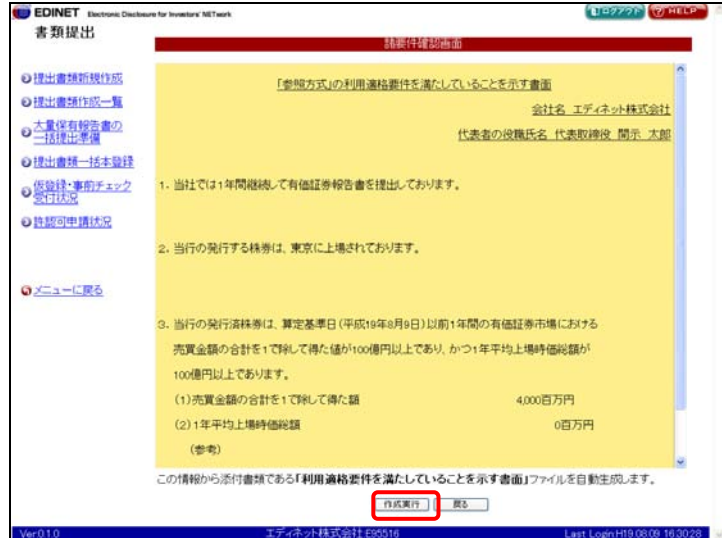 EDINET Electronic Disclosure for Investors' NETwork
ログアウト
HELP
書類提出
諸要件確認画面
提出書類新規作成
提出書類作成一覧
大量保有報告書の
一括提出準備
提出書類一括本登録
仮登録・事前チェック
受付状況
許認可申請状況
メニューに戻る
「参照方式」の利用適格要件を満たしていることを示す書面
会社名 エディネット株式会社
代表者の役職氏名 代表取締役 開示 太郎
1. 当社では1年間継続して有価証券報告書を提出しております。
2. 当行の発行する株券は、東京に上場されております。
3. 当行の発行済株券は、算定基準日(平成19年8月9日)以前1年間の有価証券市場における
売買金額の合計を1で除して得た値が100億円以上であり、かつ1年平均上場時価総額が
100億円以上であります。
(1)売買金額の合計を1で除して得た額 4,000百万円
(2)1年平均上場時価総額 0百万円
(参考)
この情報から添付書類である「利用適格要件を満たしていることを示す書面」ファイルを自動生成します。
作成実行 戻る
Ver.0.1.0 エディネット株式会社 E95516 Last Login:H19.08.09 16:30:28